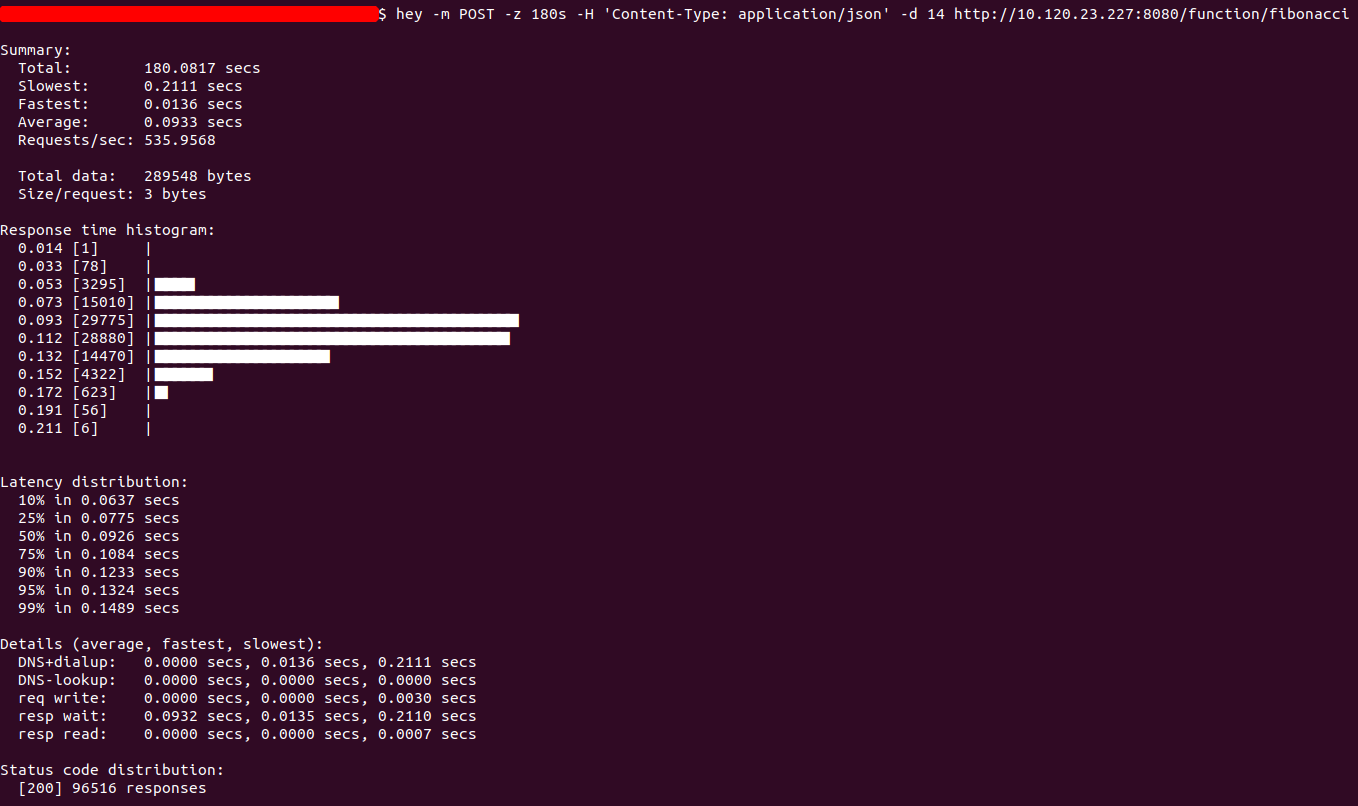 $ hey -m POST -z 180s -H 'Content-Type: application/json' -d 14 http://10.120.23.227:8080/function/fibonacci
Summary:
Total: 180.0817 secs
Slowest: 0.2111 secs
Fastest: 0.0136 secs
Average: 0.0933 secs
Requests/sec: 535.9568
Total data: 289548 bytes
Size/request: 3 bytes
Response time histogram:
0.014 [1] |
0.033 [78] |
0.053 [3295] |■■■■
0.073 [15010] |■■■■■■■■■■■■■■■■■■■■
0.093 [29775] |■■■■■■■■■■■■■■■■■■■■■■■■■■■■■■■■■■■■■■■■
0.112 [28880] |■■■■■■■■■■■■■■■■■■■■■■■■■■■■■■■■■■■■■■■
0.132 [14470] |■■■■■■■■■■■■■■■■■■■
0.152 [4322] |■■■■■■
0.172 [623] |■
0.191 [56] |
0.211 [6] |
Latency distribution:
10% in 0.0637 secs
25% in 0.0775 secs
50% in 0.0926 secs
75% in 0.1084 secs
90% in 0.1233 secs
95% in 0.1324 secs
99% in 0.1489 secs
Details (average, fastest, slowest):
DNS+dialup: 0.0000 secs, 0.0136 secs, 0.2111 secs
DNS-lookup: 0.0000 secs, 0.0000 secs, 0.0000 secs
req write: 0.0000 secs, 0.0000 secs, 0.0030 secs
resp wait: 0.0932 secs, 0.0135 secs, 0.2110 secs
resp read: 0.0000 secs, 0.0000 secs, 0.0007 secs
Status code distribution:
[200] 96516 responses